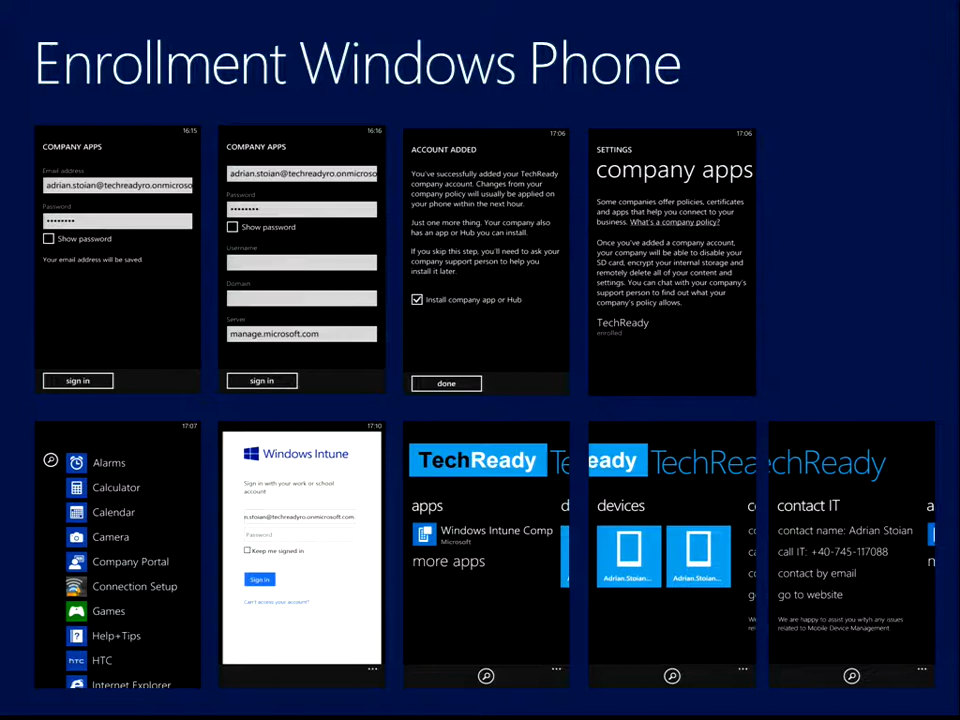 Enrollment Windows Phone
16:15
COMPANY APPS
Email address
adrian.stoian@techreadyro.onmicroso
Password
••••••••
Show password
Your email address will be saved.
sign in
16:16
COMPANY APPS
adrian.stoian@techreadyro.onmicroso
Password
••••••••
Show password
Username
Domain
Server
manage.microsoft.com
sign in
17:06
ACCOUNT ADDED
You've successfully added your TechReady
company account. Changes from your
company policy will usually be applied on
your phone within the next hour.
Just one more thing. Your company also
has an app or Hub you can install.
If you skip this step, you'll need to ask your
company support person to help you
install it later.
Install company app or Hub
done
17:06
SETTINGS
company apps
Some companies offer policies, certificates
and apps that help you connect to your
business. What's a company policy?
Once you've added a company account,
your company will be able to disable your
SD card, encrypt your internal storage and
remotely delete all of your content and
settings. You can chat with your company's
support person to find out what your
company's policy allows.
TechReady
enrolled
17:07
Alarms
Calculator
Calendar
Camera
Company Portal
Connection Setup
Games
Help+Tips
hTC HTC
Internet Explorer
17:10
Windows Intune
Sign in with your work or school
account
n.stoian@techreadyro.onmicrosoft.com
Password
Keep me signed in
Sign in
Can't access your account?
TechReady Te
apps d
Windows Intune Comp
Microsoft
A
more apps
eady TechRea
devices c
co
ca
co
g
W
rel
Adrian.Stoian... Adrian.Stoian...
echReady
contact IT a
contact name: Adrian Stoian
call IT: +40-745-117088
contact by email m
go to website
We are happy to assist you wityh any issues
related to Mobile Device Management.